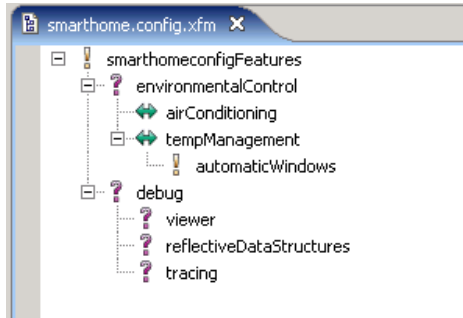 smarthome.config.xfm
smarthomeconfigFeatures
environmentalControl
airConditioning
tempManagement
automaticWindows
debug
viewer
reflectiveDataStructures
tracing